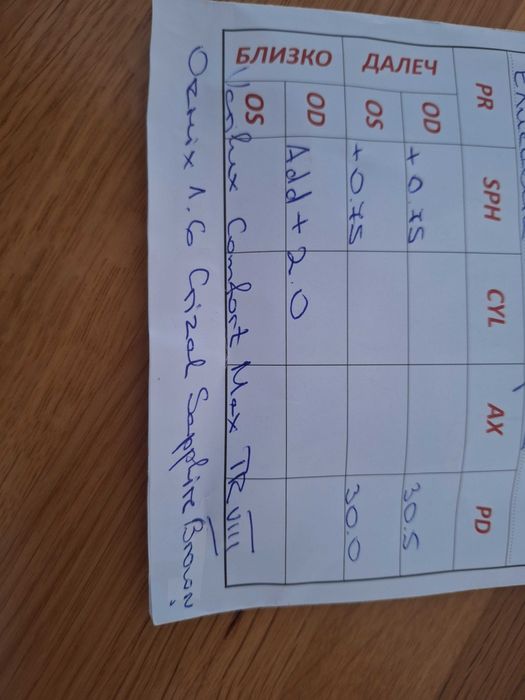 PR SPH CYL AX PD
ДАЛЕЧ OD +0.75 30.5
OS +0.75 30.0
БЛИЗКО OD Add + 2.0
OS
Varilux Comfort Max TR VIII
Ormix 1.6 Crizal Sapphire Brown